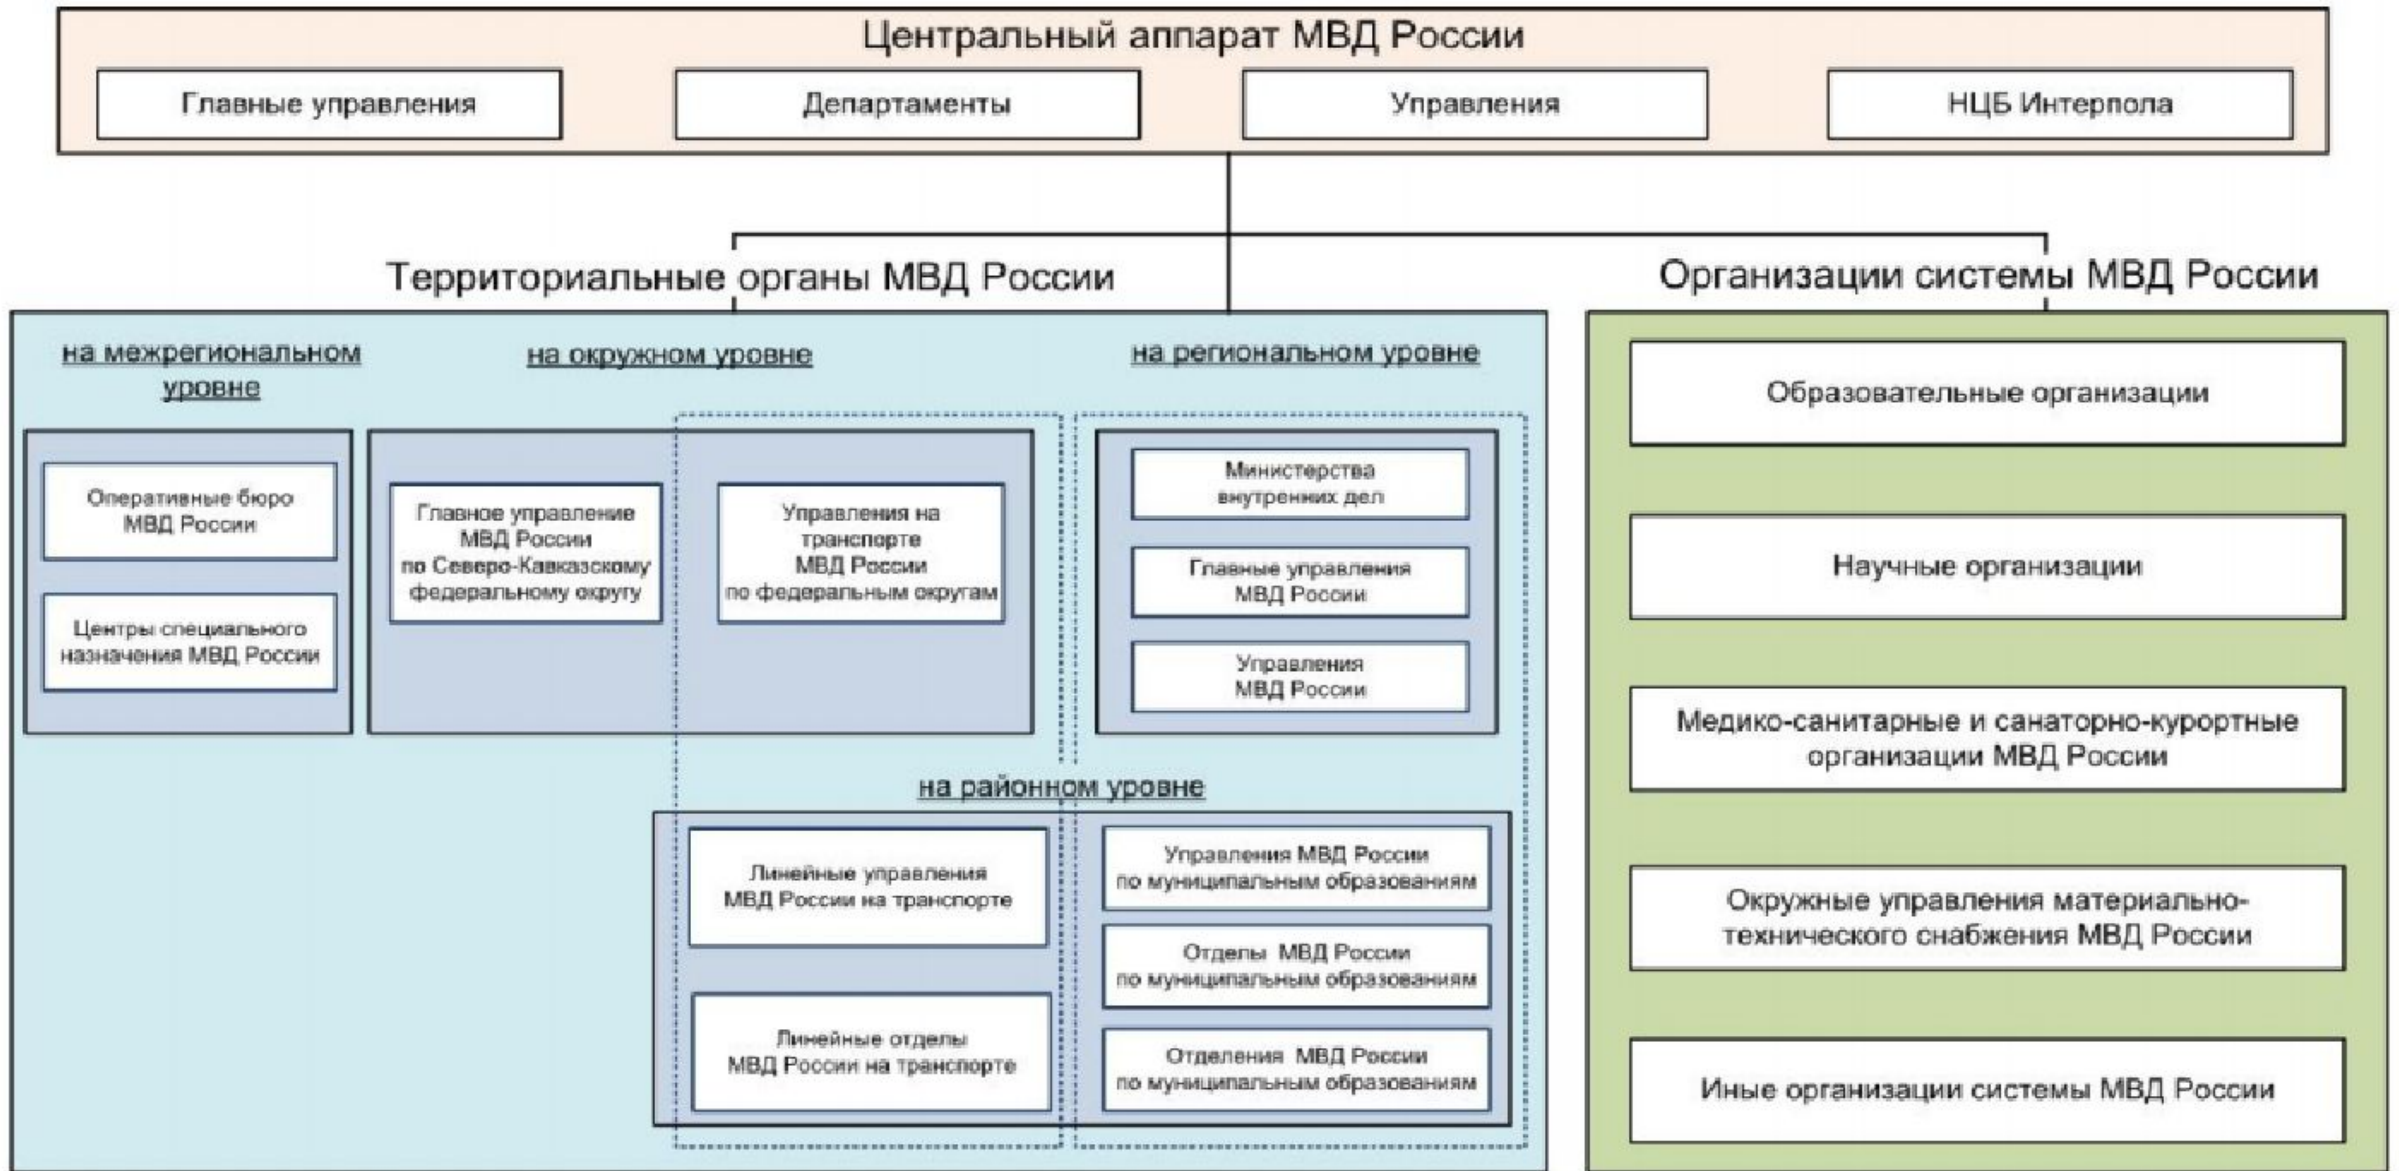 Центральный аппарат МВД России
Главные управления
Департаменты
Управления
НЦБ Интерпола
Территориальные органы МВД России
на межрегиональном
уровне
Оперативные бюро
МВД России
Центры специального
назначения МВД России
на окружном уровне
Главное управление
МВД России
по Северо-Кавказскому
федеральному округу
Управления на
транспорте
МВД России
по федеральным округам
на региональном уровне
Министерства
внутренних дел
Главные управления
МВД России
Управления
МВД России
на районном уровне
Линейные управления
МВД России на транспорте
Линейные отделы
МВД России на транспорте
Управления МВД России
по муниципальным образованиям
Отделы МВД России
по муниципальным образованиям
Отделения МВД России
по муниципальным образованиям
Организации системы МВД России
Образовательные организации
Научные организации
Медико-санитарные и санаторно-курортные
организации МВД России
Окружные управления материально-
технического снабжения МВД России
Иные организации системы МВД России